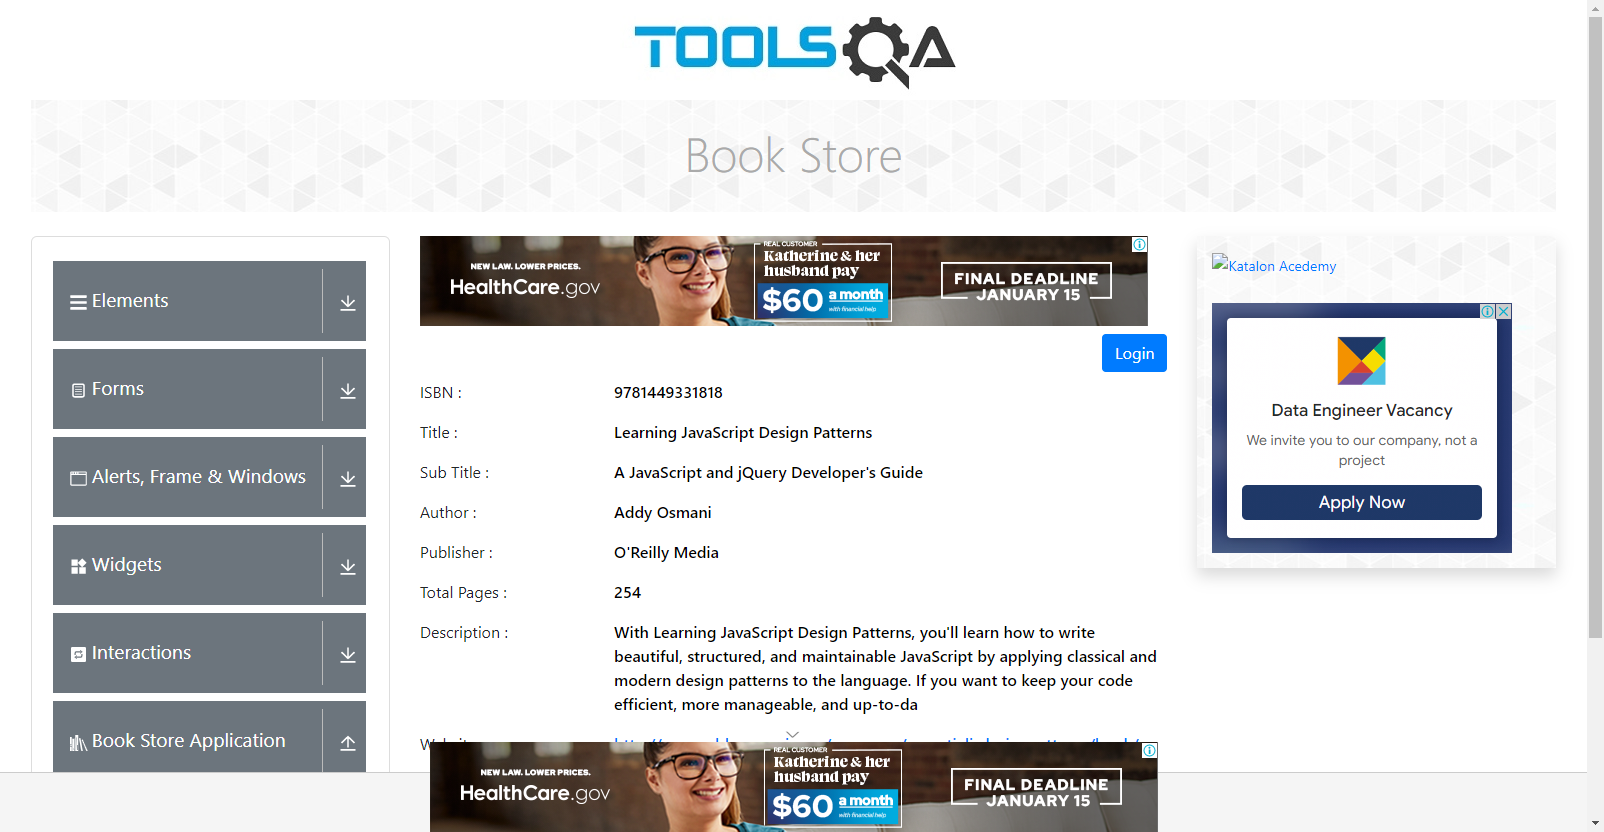 TOOLSQA
Book Store
Elements
Forms
Alerts, Frame & Windows
Widgets
Interactions
Book Store Application
NEW LAW. LOWER PRICES.
HealthCare.gov
REAL CUSTOMER
Katherine & her
husband pay
$60 a month
with financial help
FINAL DEADLINE
JANUARY 15
Login
ISBN : 9781449331818
Title : Learning JavaScript Design Patterns
Sub Title : A JavaScript and jQuery Developer's Guide
Author : Addy Osmani
Publisher : O'Reilly Media
Total Pages : 254
Description : With Learning JavaScript Design Patterns, you'll learn how to write
beautiful, structured, and maintainable JavaScript by applying classical and
modern design patterns to the language. If you want to keep your code
efficient, more manageable, and up-to-da
Katalon Acedemy
Data Engineer Vacancy
We invite you to our company, not a
project
Apply Now
NEW LAW. LOWER PRICES.
HealthCare.gov
REAL CUSTOMER
Katherine & her
husband pay
$60 a month
with financial help
FINAL DEADLINE
JANUARY 15